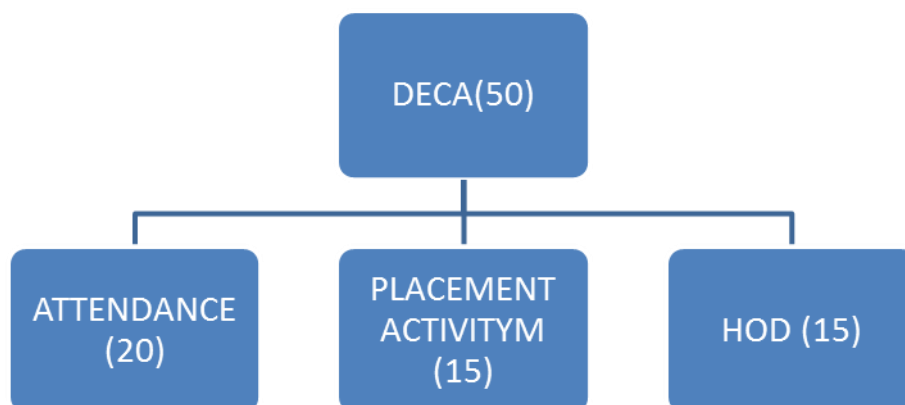 DECA(50)
ATTENDANCE
(20)
PLACEMENT
ACTIVITYM
(15)
HOD (15)